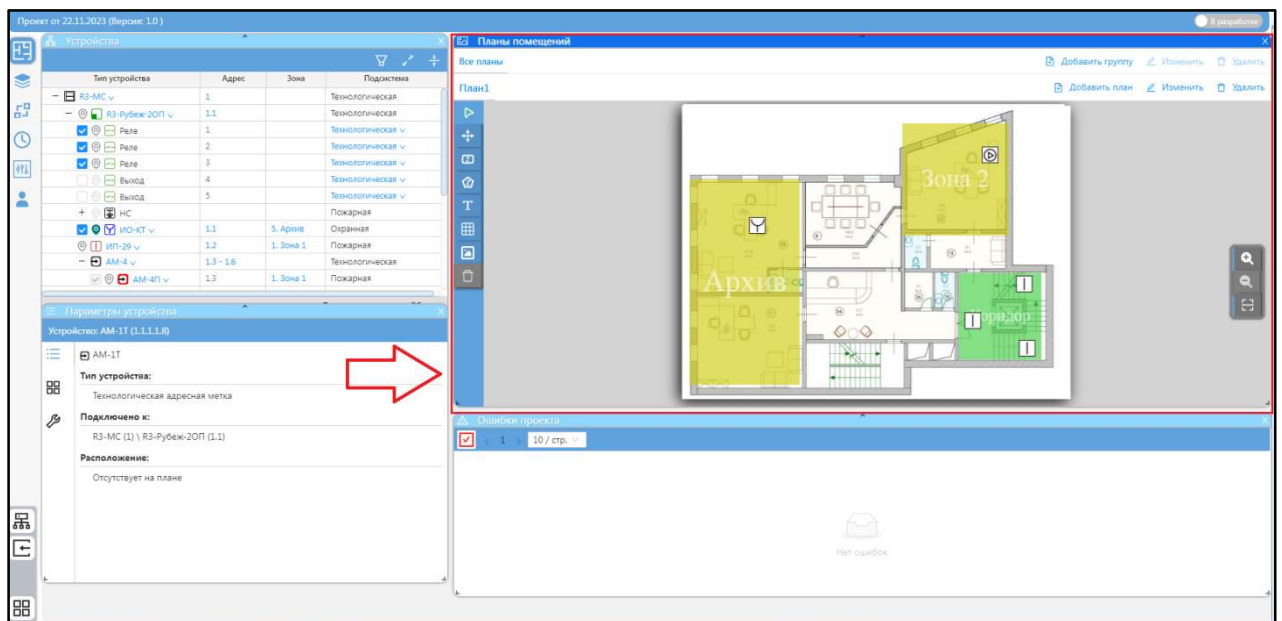 Проект от 22.11.2023 (Версия: 1.0 )
В разработке
Устройства
Тип устройства Адрес Зона Подсистема
R3-МС 1 Технологическая
R3-Рубеж-2ОП 1.1 Технологическая
Реле 1 Технологическая
Реле 2 Технологическая
Реле 3 Технологическая
Выход 4 Технологическая
Выход 5 Технологическая
НС Пожарная
ИО-КТ 1.1 5. Архив Охранная
ИП-29 1.2 1. Зона 1 Пожарная
АМ-4 1.3 - 1.6 Технологическая
АМ-4П 1.3 1. Зона 1 Пожарная
Параметры устройства
Устройство: АМ-1Т (1.1.1.1.8)
АМ-1Т
Тип устройства:
Технологическая адресная метка
Подключено к:
R3-МС (1) \ R3-Рубеж-2ОП (1.1)
Расположение:
Отсутствует на плане
Планы помещений
Все планы Добавить группу Изменить Удалить
План1 Добавить план Изменить Удалить
Зона 2
Архив
Коридор
Ошибки проекта
1 10 / стр.
Нет ошибок